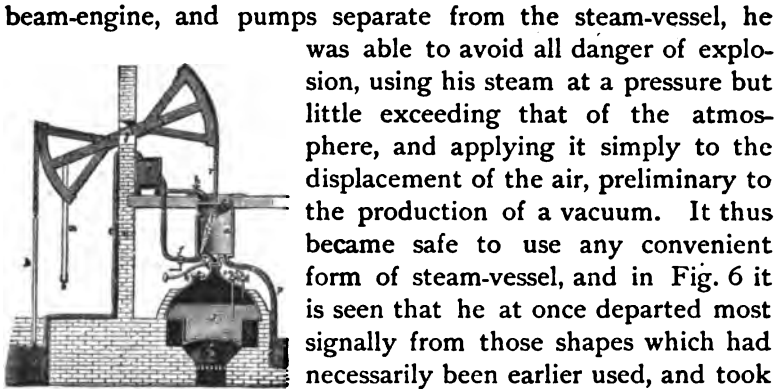 beam-engine, and pumps separate from the steam-vessel, he
was able to avoid all danger of explo-
sion, using his steam at a pressure but
little exceeding that of the atmos-
phere, and applying it simply to the
displacement of the air, preliminary to
the production of a vacuum. It thus
became safe to use any convenient
form of steam-vessel, and in Fig. 6 it
is seen that he at once departed most
signally from those shapes which had
necessarily been earlier used, and took